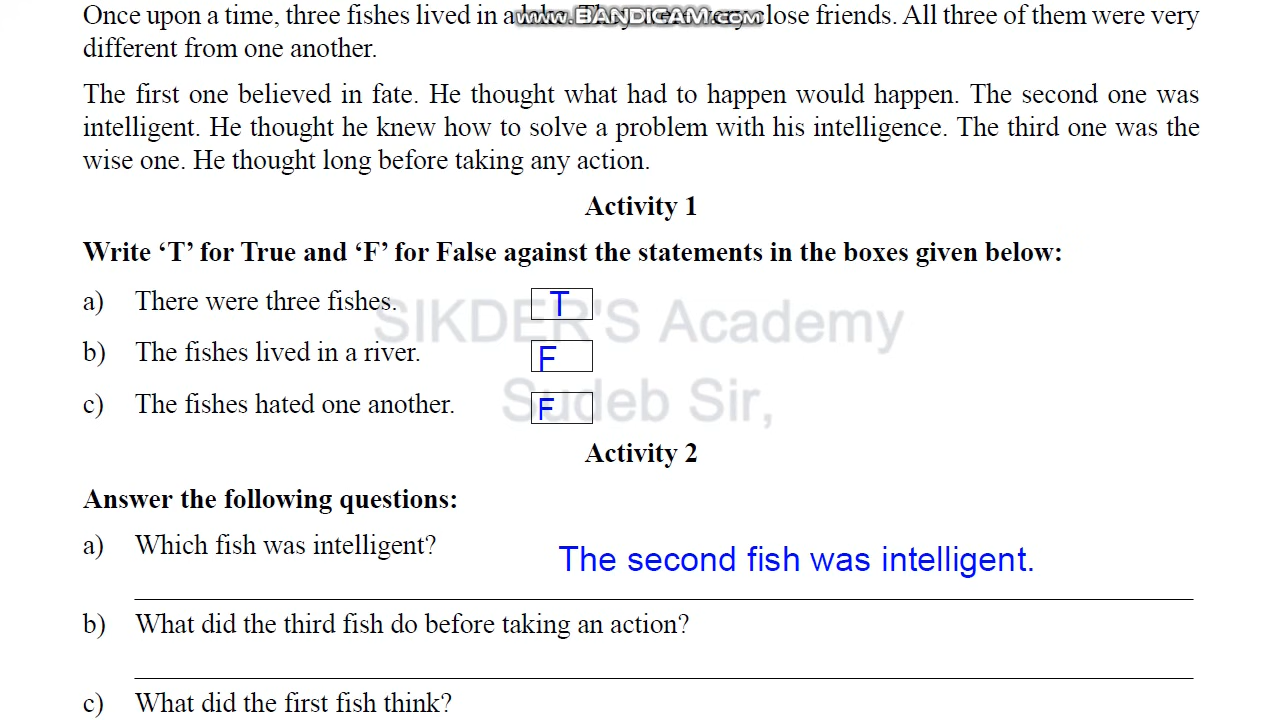 Once upon a time, three fishes lived in a close friends. All three of them were very
www.BANDICAM.com
different from one another.
The first one believed in fate. He thought what had to happen would happen. The second one was
intelligent. He thought he knew how to solve a problem with his intelligence. The third one was the
wise one. He thought long before taking any action.
Activity 1
Write ‘T’ for True and ‘F’ for False against the statements in the boxes given below:
a) There were three fishes. T
SIKDER'S Academy
b) The fishes lived in a river. F
c) The fishes hated one another. F
Sudeb Sir,
Activity 2
Answer the following questions:
a) Which fish was intelligent? The second fish was intelligent.
b) What did the third fish do before taking an action?
c) What did the first fish think?